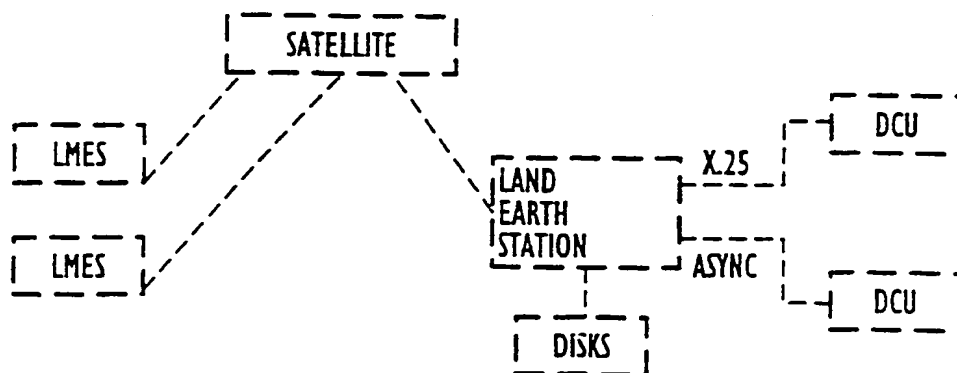 SATELLITE
LMES
LMES
LAND
EARTH
STATION
X.25
ASYNC
DCU
DCU
DISKS